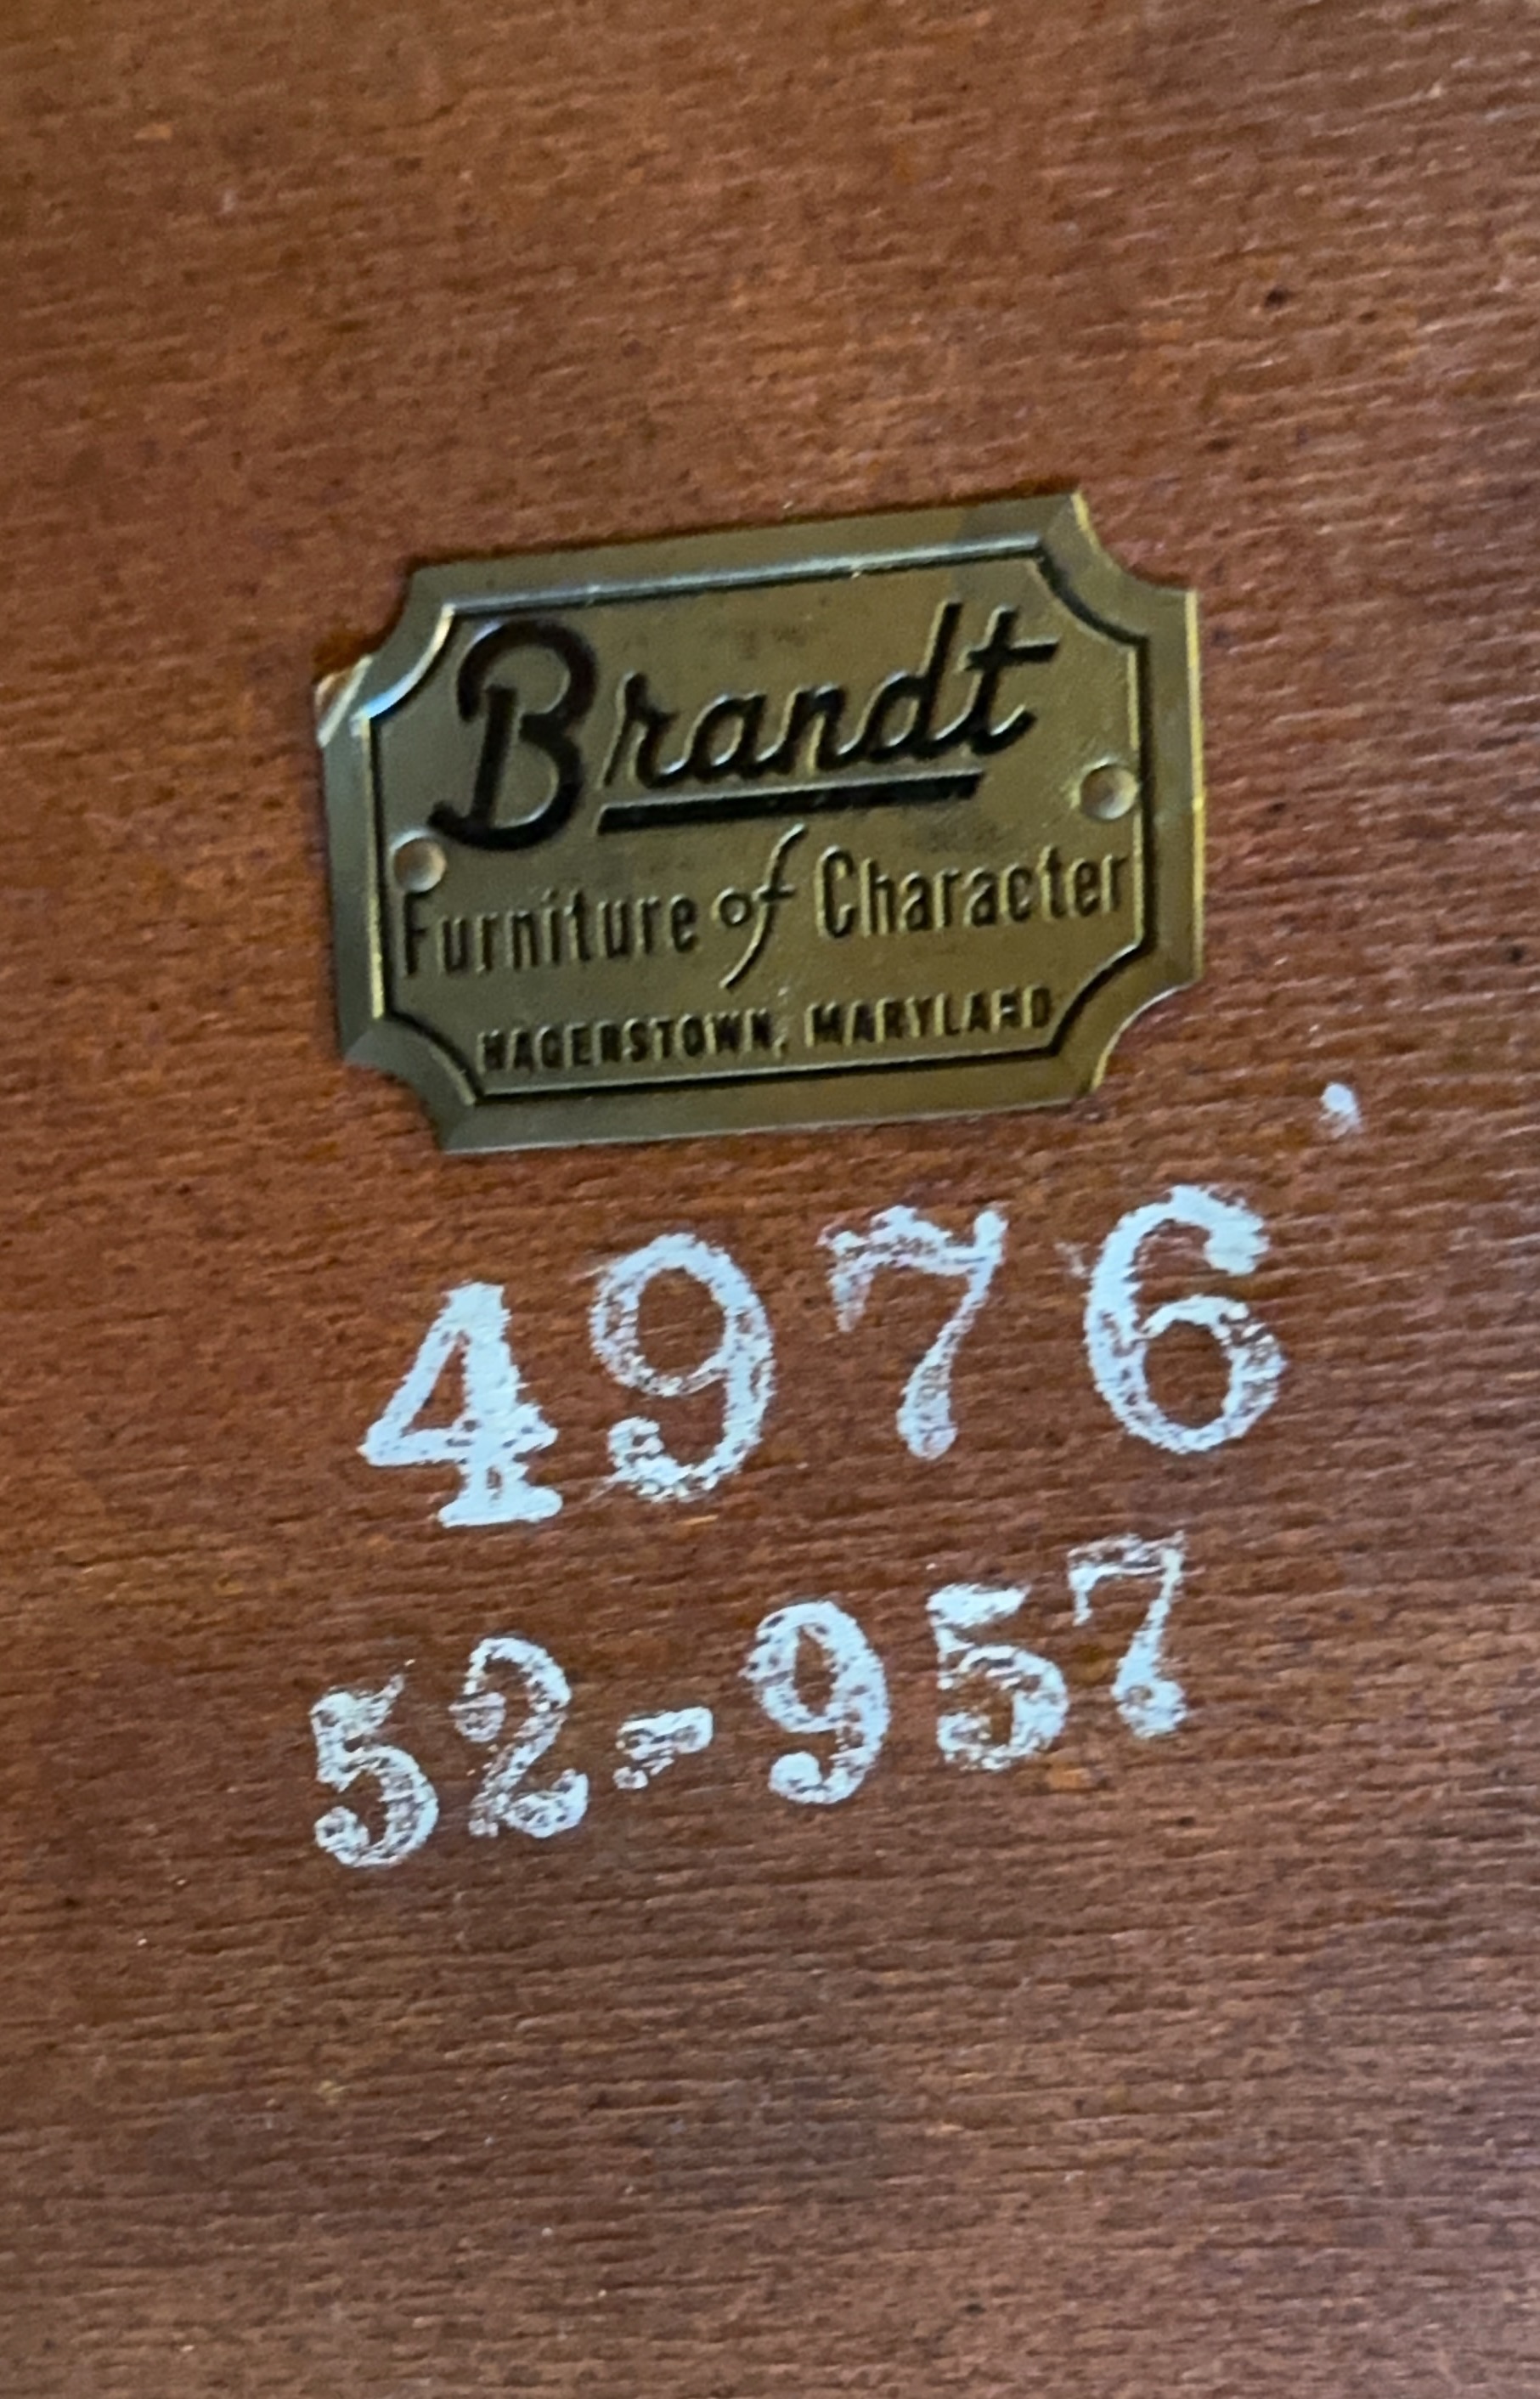 Brandt
Furniture of Character
HAGERSTOWN, MARYLAND
4976
52-957